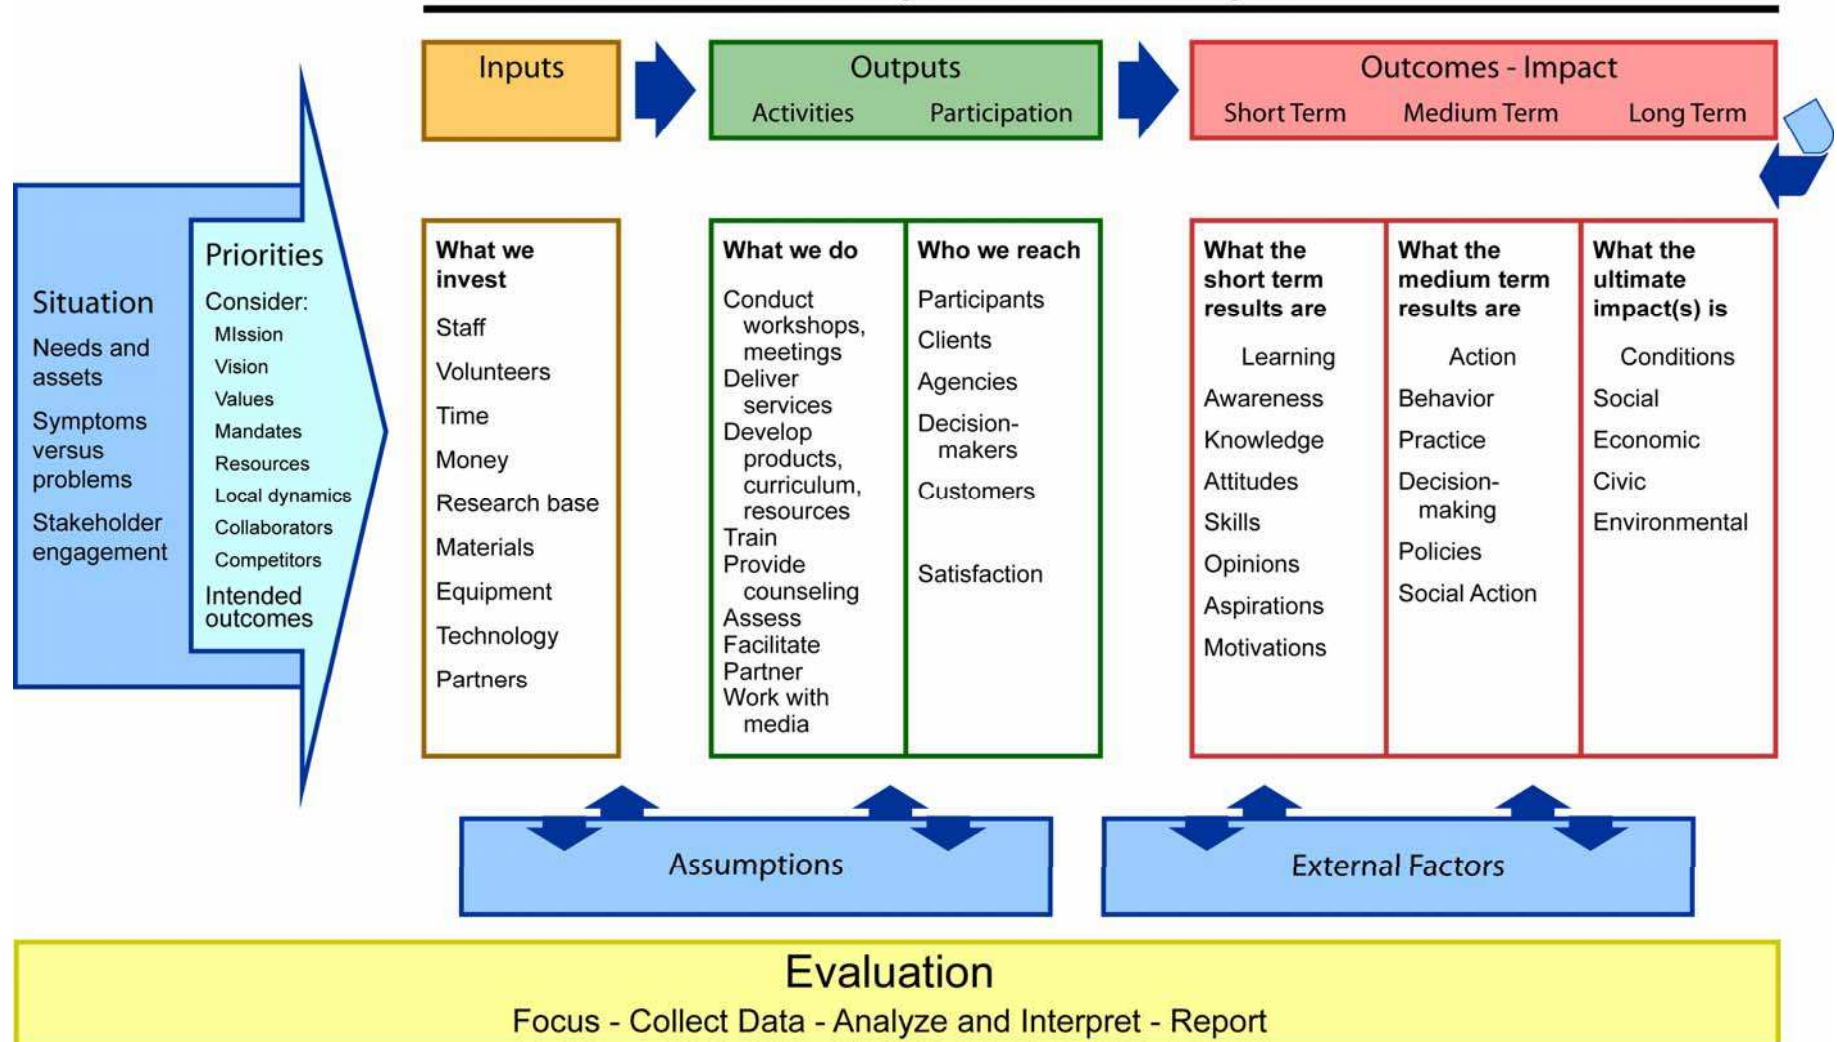 Inputs
Outputs
Activities Participation
Outcomes - Impact
Short Term Medium Term Long Term
Situation
Needs and
assets
Symptoms
versus
problems
Stakeholder
engagement
Priorities
Consider:
MIssion
Vision
Values
Mandates
Resources
Local dynamics
Collaborators
Competitors
Intended
outcomes
What we
invest
Staff
Volunteers
Time
Money
Research base
Materials
Equipment
Technology
Partners
What we do
Conduct
workshops,
meetings
Deliver
services
Develop
products,
curriculum,
resources
Train
Provide
counseling
Assess
Facilitate
Partner
Work with
media
Who we reach
Participants
Clients
Agencies
Decision-
makers
Customers
Satisfaction
What the
short term
results are
Learning
Awareness
Knowledge
Attitudes
Skills
Opinions
Aspirations
Motivations
What the
medium term
results are
Action
Behavior
Practice
Decision-
making
Policies
Social Action
What the
ultimate
impact(s) is
Conditions
Social
Economic
Civic
Environmental
Assumptions
External Factors
Evaluation
Focus - Collect Data - Analyze and Interpret - Report